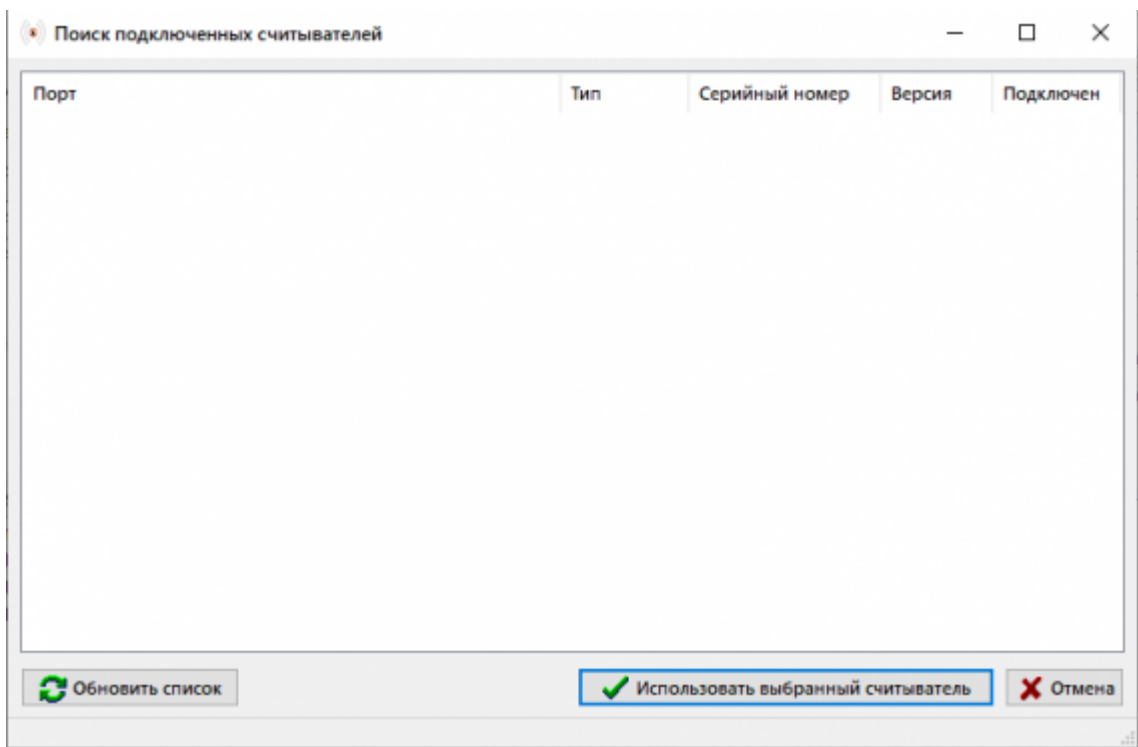 Поиск подключенных считывателей
Порт Тип Серийный номер Версия Подключен
Обновить список Использовать выбранный считыватель Отмена